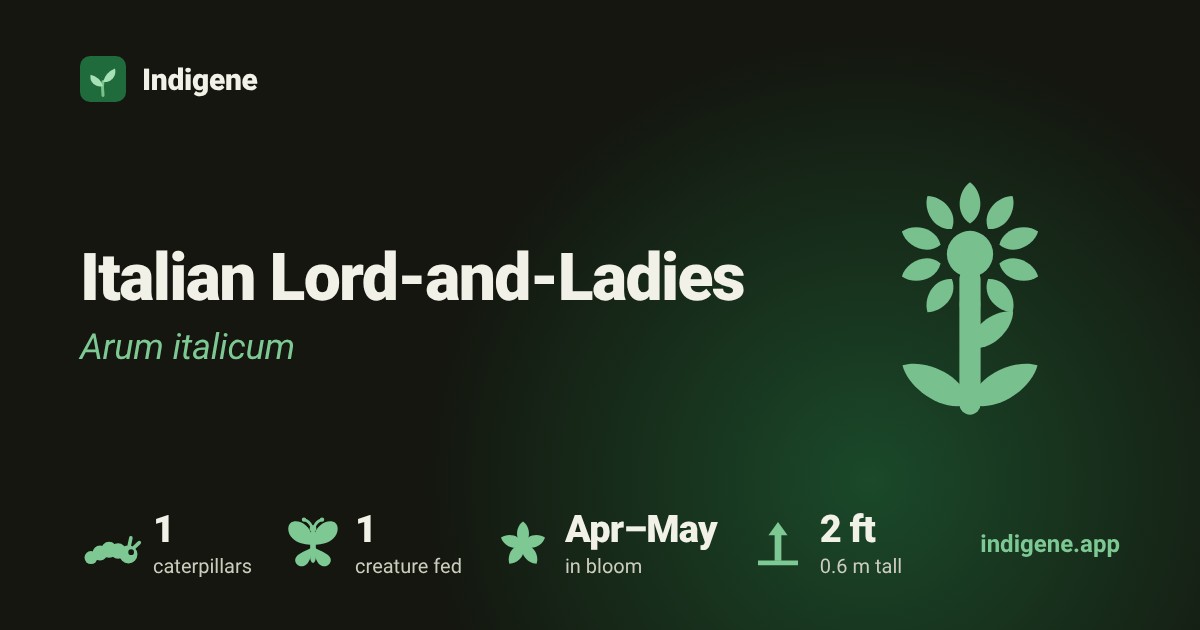 Indigene
Italian Lord-and-Ladies
Arum italicum
1
caterpillars
1
creature fed
Apr–May
in bloom
2 ft
0.6 m tall
indigene.app